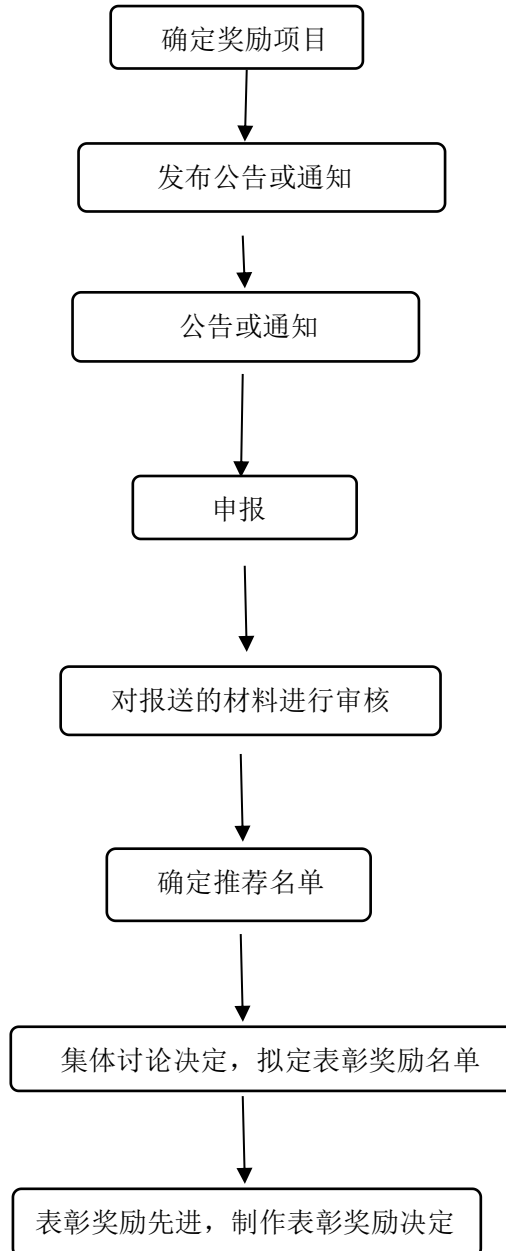 确定奖励项目
发布公告或通知
公告或通知
申报
对报送的材料进行审核
确定推荐名单
集体讨论决定，拟定表彰奖励名单
表彰奖励先进，制作表彰奖励决定